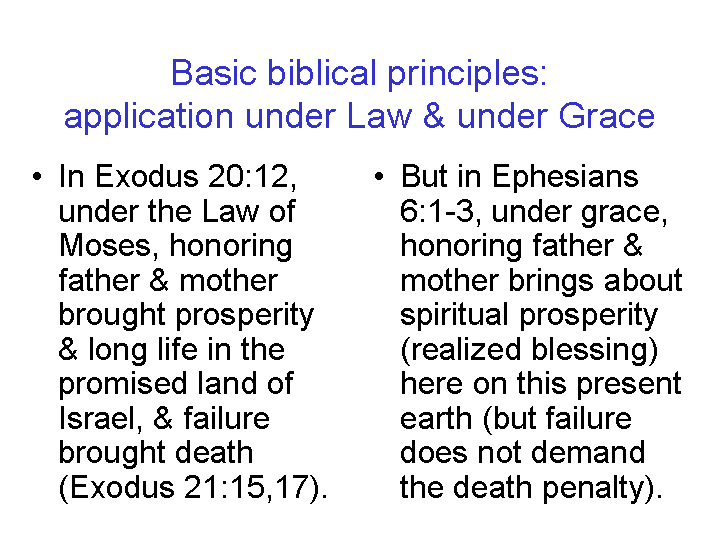 Basic biblical principles:
application under Law & under Grace
• In Exodus 20:12,
under the Law of
Moses, honoring
father & mother
brought prosperity
& long life in the
promised land of
Israel, & failure
brought death
(Exodus 21:15,17).
• But in Ephesians
6:1-3, under grace,
honoring father &
mother brings about
spiritual prosperity
(realized blessing)
here on this present
earth (but failure
does not demand
the death penalty).